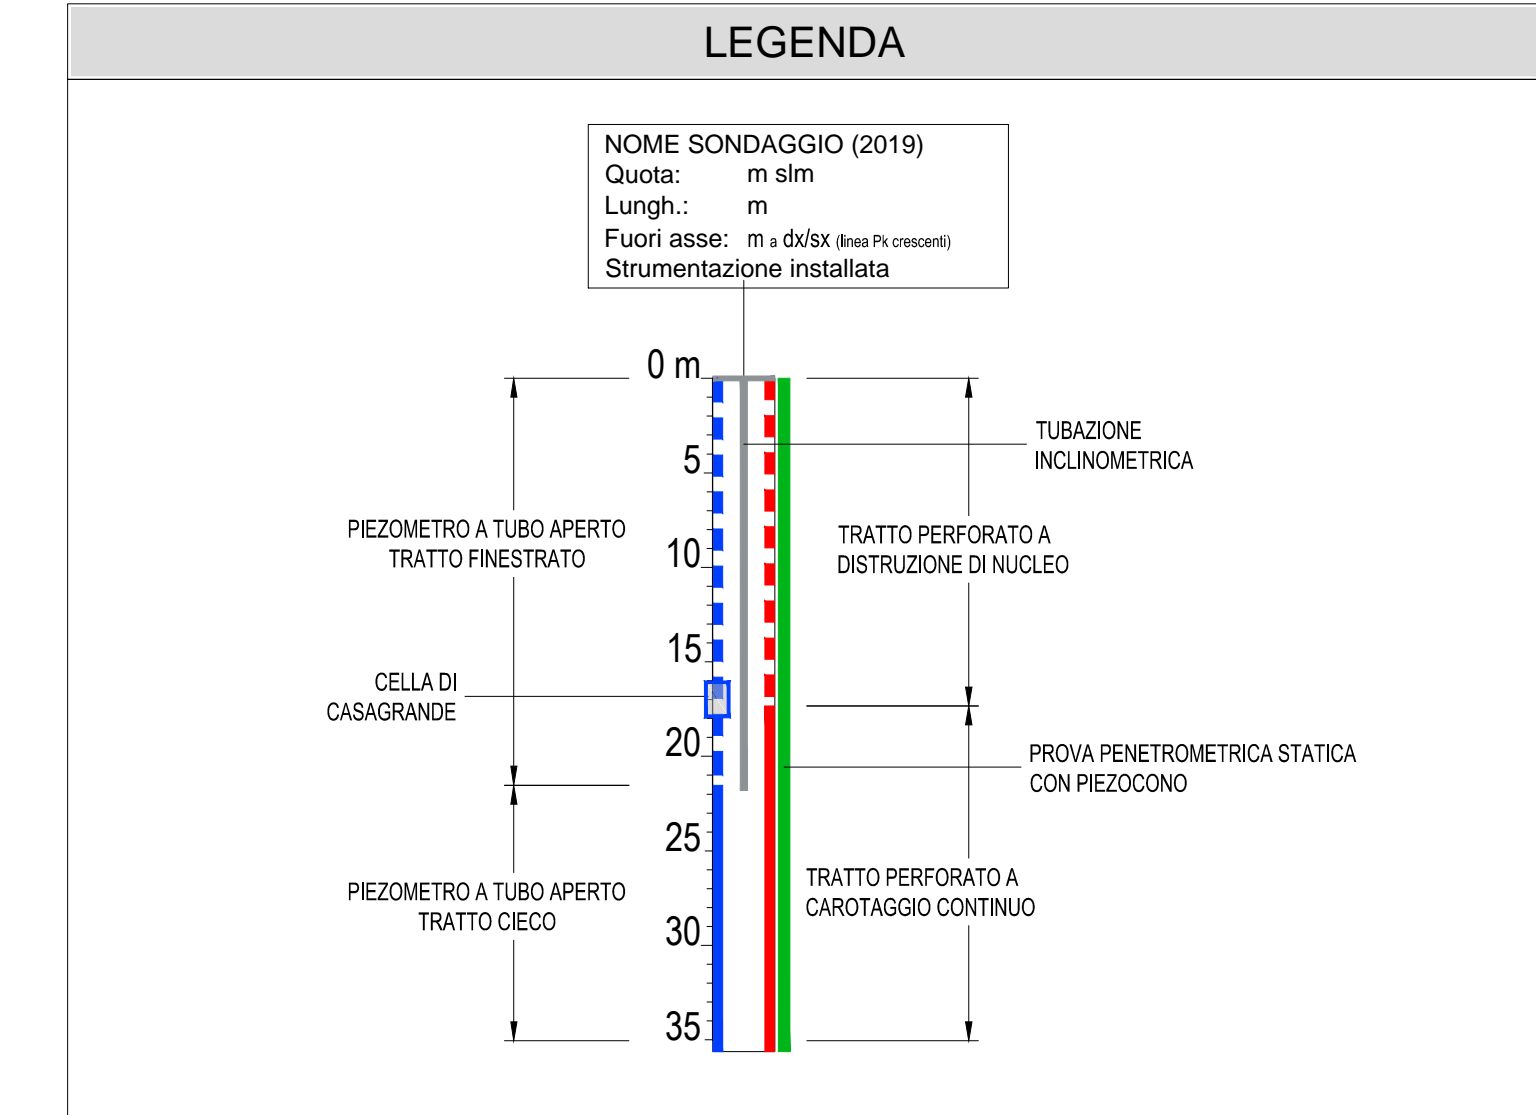 LEGENDA
NOME SONDAGGIO (2019)
Quota: m slm
Lungh.: m
Fuori asse: m a dx/sx (linea Pk crescenti)
Strumentazione installata
0 m
5
10
15
20
25
30
35
PIEZOMETRO A TUBO APERTO
TRATTO FINESTRATO
CELLA DI
CASAGRANDE
PIEZOMETRO A TUBO APERTO
TRATTO CIECO
TUBAZIONE
INCLINOMETRICA
TRATTO PERFORATO A
DISTRUZIONE DI NUCLEO
PROVA PENETROMETRICA STATICA
CON PIEZOCONO
TRATTO PERFORATO A
CAROTAGGIO CONTINUO